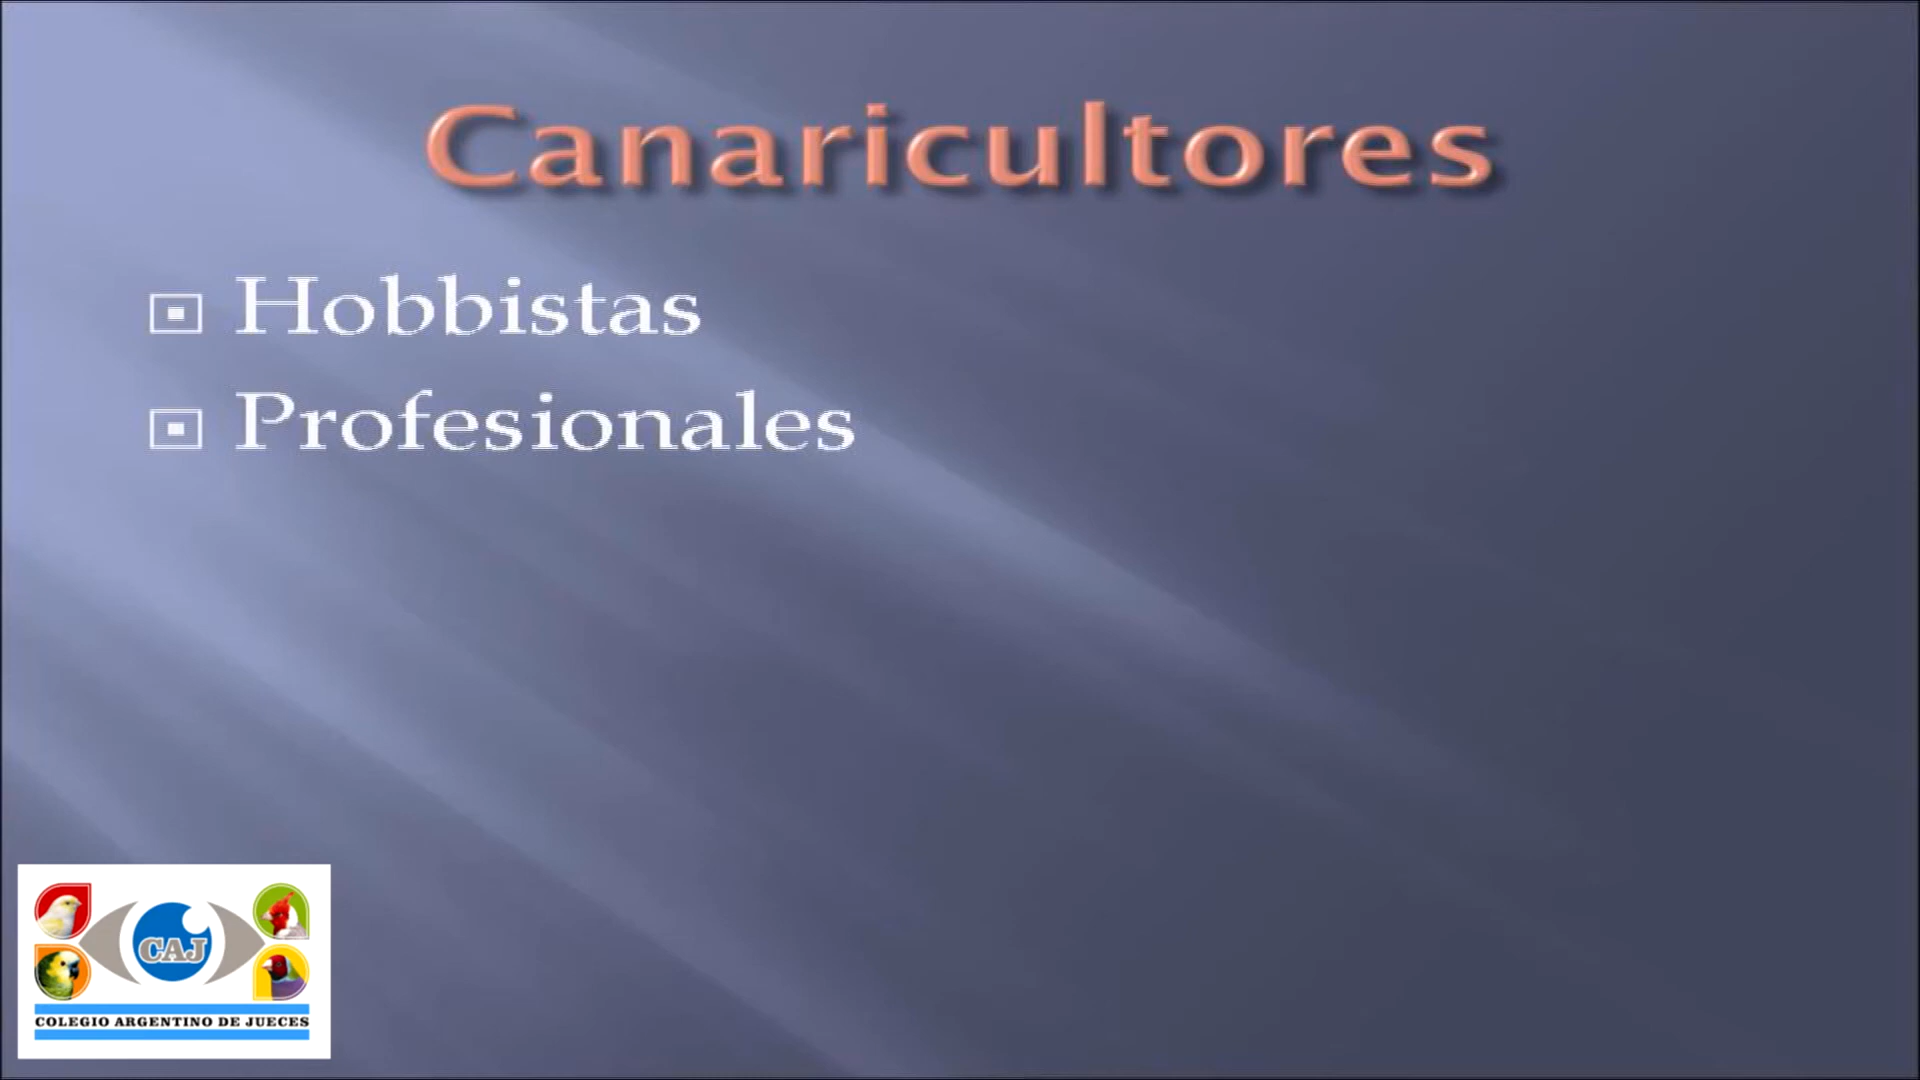 Canaricultores
Hobbistas
Profesionales
CAJ
COLEGIO ARGENTINO DE JUECES